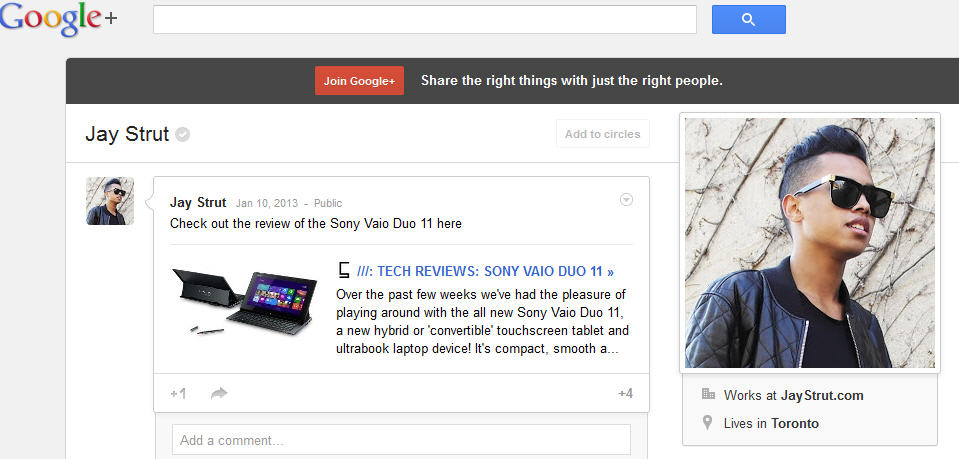 Google+
Join Google+ Share the right things with just the right people.
Jay Strut
Add to circles
Jay Strut Jan 10, 2013 - Public
Check out the review of the Sony Vaio Duo 11 here
///: TECH REVIEWS: SONY VAIO DUO 11 »
Over the past few weeks we've had the pleasure of
playing around with the all new Sony Vaio Duo 11,
a new hybrid or 'convertible' touchscreen tablet and
ultrabook laptop device! It's compact, smooth a...
+1
+4
Add a comment...
Works at JayStrut.com
Lives in Toronto